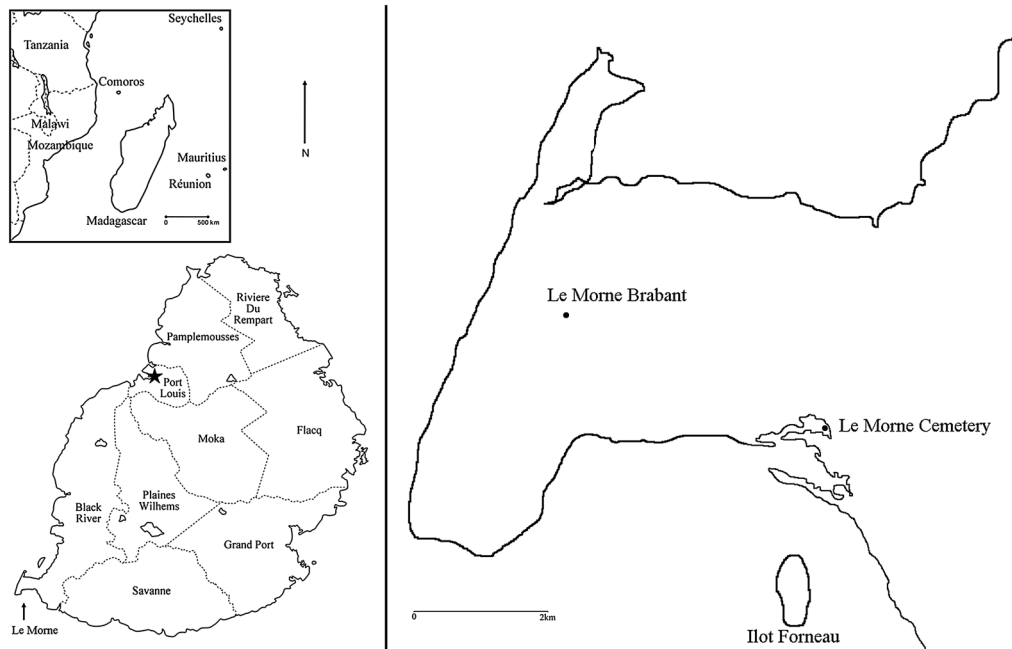 Seychelles
Tanzania
Comoros
Malawi
Mozambique
Mauritius
Réunion
Madagascar
0 500 km
N
Riviere
Du
Rempart
Pamplemousses
Port
Louis
Moka
Flacq
Plaines
Wilhems
Black
River
Grand Port
Savanne
Le Morne
Le Morne Brabant
Le Morne Cemetery
0 2km
Ilot Forneau